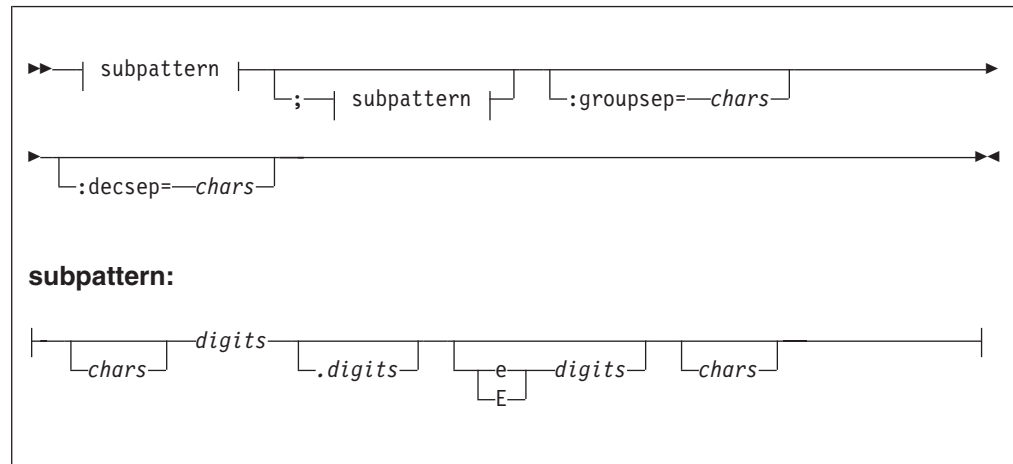 subpattern
; subpattern :groupsep= chars
:decsep= chars
subpattern:
digits
chars .digits e digits chars
E